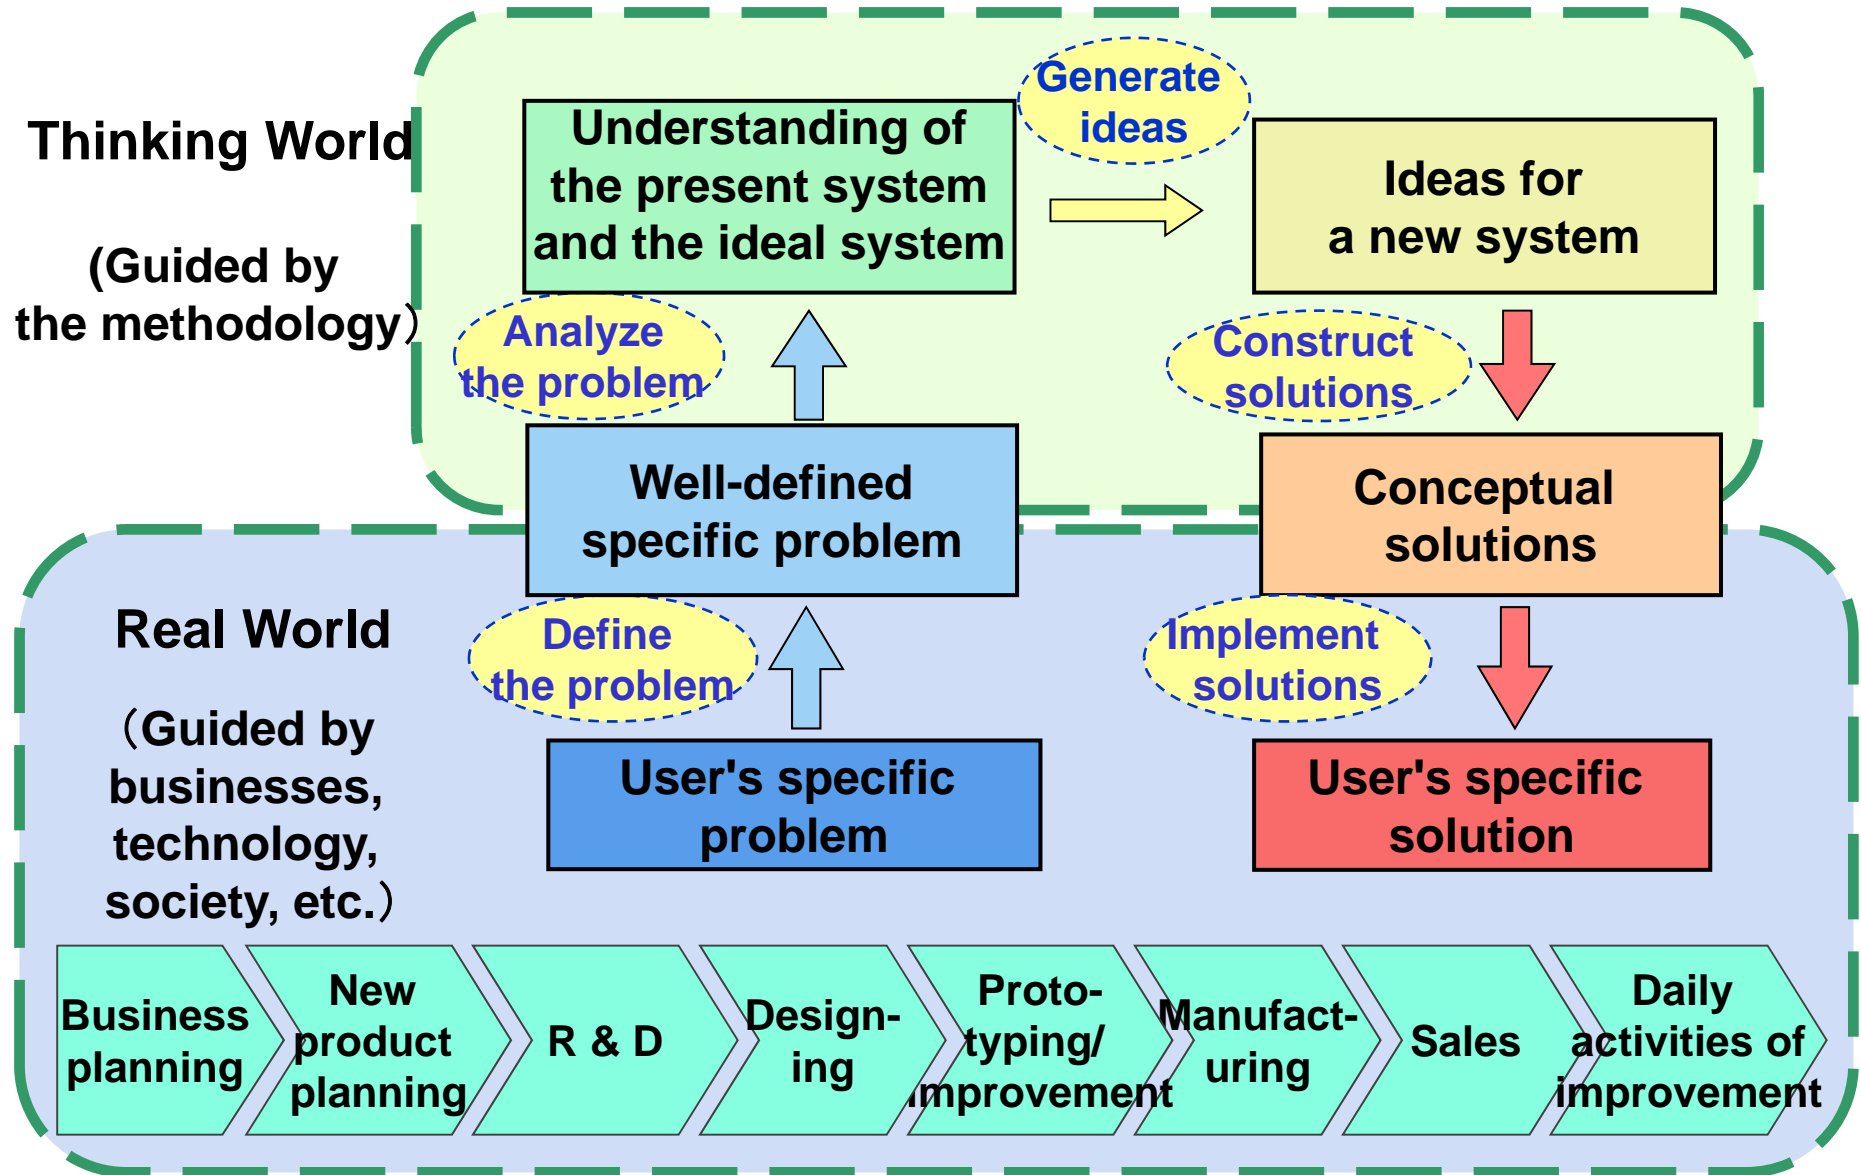 Thinking World
(Guided by
the methodology）
Understanding of
the present system
and the ideal system
Generate
ideas
Ideas for
a new system
Analyze
the problem
Construct
solutions
Well-defined
specific problem
Conceptual
solutions
Real World
（Guided by
businesses,
technology,
society, etc.）
Define
the problem
Implement
solutions
User's specific
problem
User's specific
solution
Business
planning
New
product
planning
R & D
Design-
ing
Proto-
typing/
improvement
Manufact-
uring
Sales
Daily
activities of
improvement